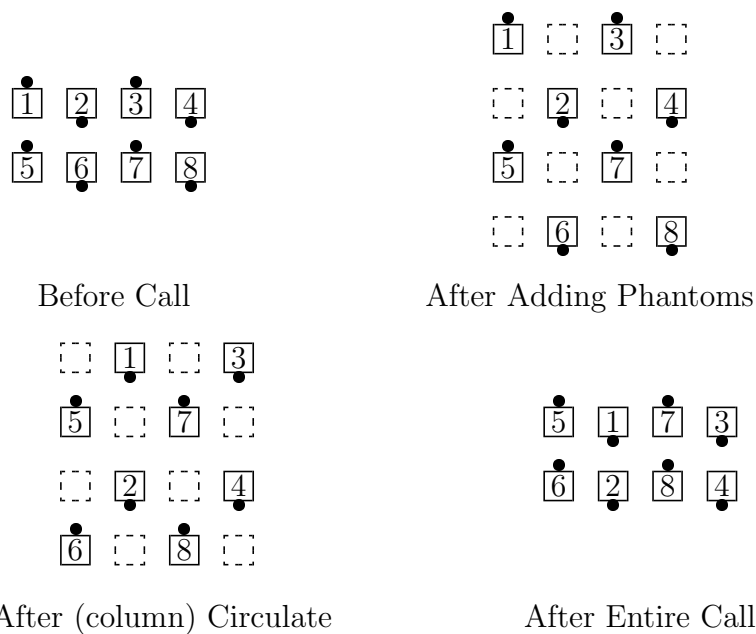 1 3
1 2 3 4
2 4
5 6 7 8
5 7
6 8
Before Call
After Adding Phantoms
1 3
5 7
5 1 7 3
2 4
6 2 8 4
6 8
After (column) Circulate
After Entire Call